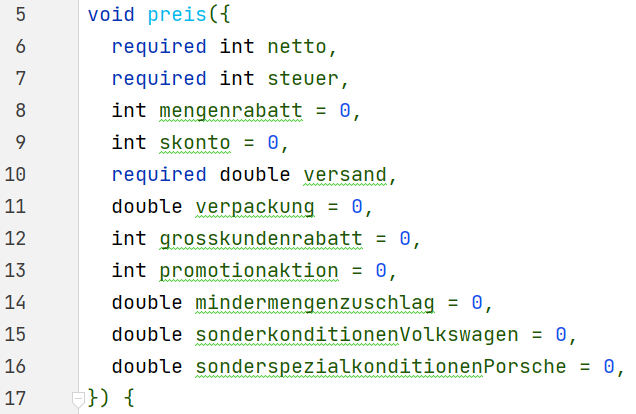 5 void preis({
6 required int netto,
7 required int steuer,
8 int mengenrabatt = 0,
9 int skonto = 0,
10 required double versand,
11 double verpackung = 0,
12 int grosskundenrabatt = 0,
13 int promotionaktion = 0,
14 double mindermengenzuschlag = 0,
15 double sonderkonditionenVolkswagen = 0,
16 double sonderspezialkonditionenPorsche = 0,
17 }) {